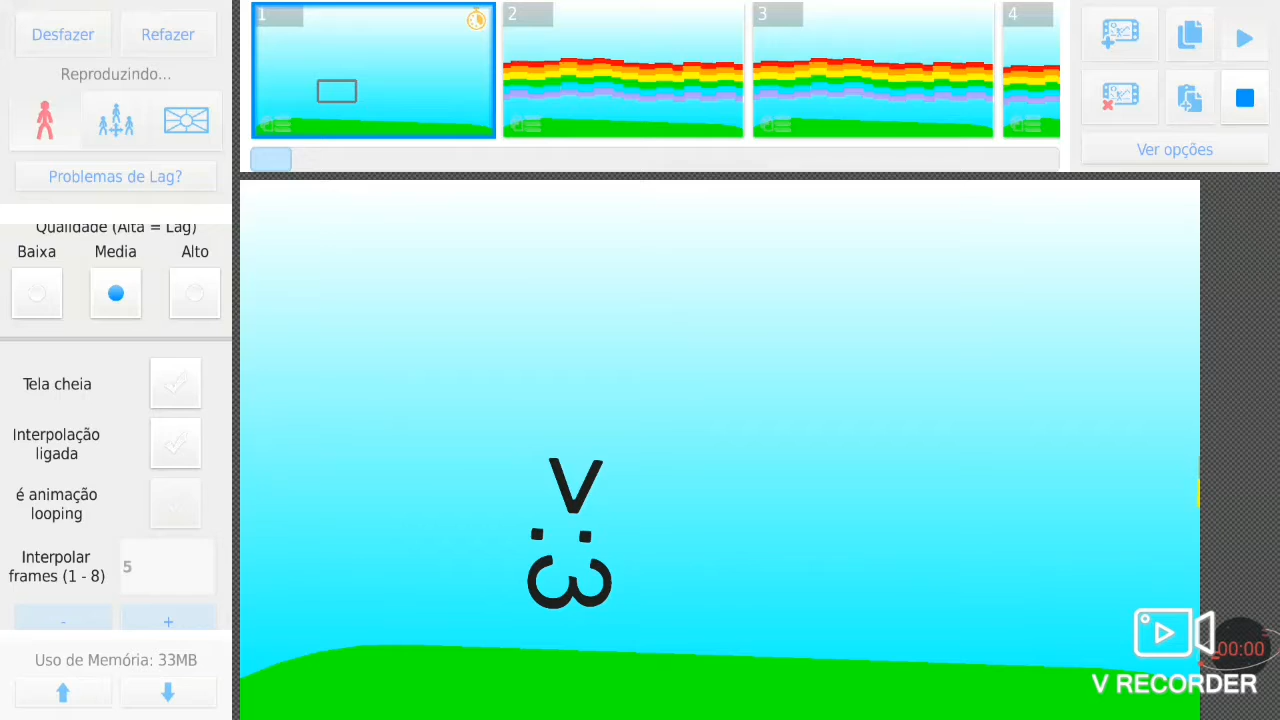 Desfazer
Refazer
Reproduzindo...
Problemas de Lag?
Qualidade (Alta = Lag)
Baixa
Media
Alto
Tela cheia
Interpolação
ligada
é animação
looping
Interpolar
frames (1 - 8)
5
-
+
Uso de Memória: 33MB
1
2
3
4
Ver opções
>:3
00:00
V RECORDER